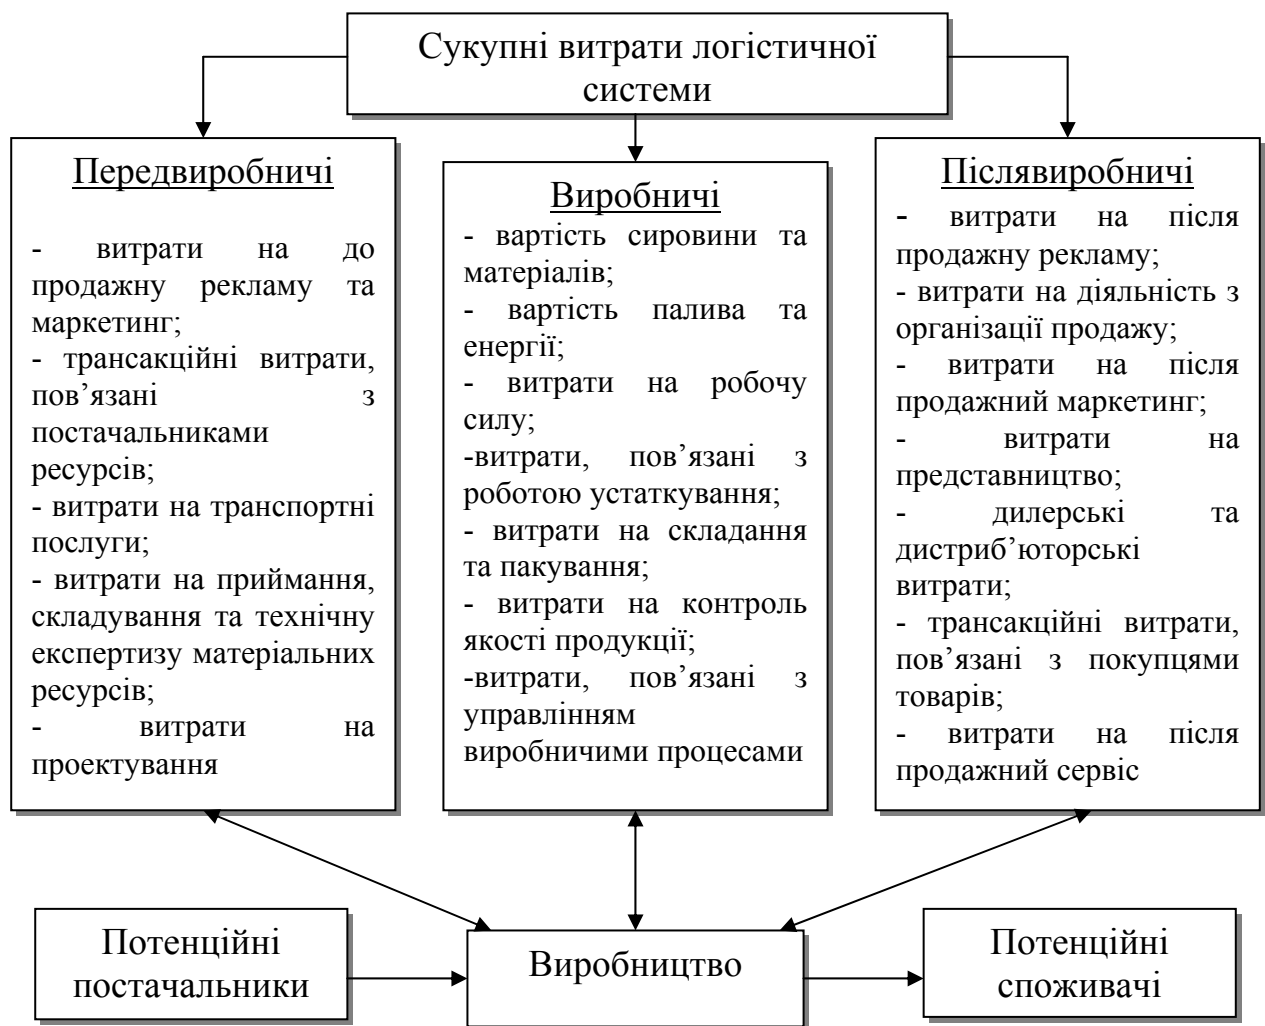 Сукупні витрати логістичної
системи
Передвиробничі
- витрати на до
продажну рекламу та
маркетинг;
- трансакційні витрати,
пов’язані з
постачальниками
ресурсів;
- витрати на транспортні
послуги;
- витрати на приймання,
складування та технічну
експертизу матеріальних
ресурсів;
- витрати на
проектування
Виробничі
- вартість сировини та
матеріалів;
- вартість палива та
енергії;
- витрати на робочу
силу;
-витрати, пов’язані з
роботою устаткування;
- витрати на складання
та пакування;
- витрати на контроль
якості продукції;
-витрати, пов’язані з
управлінням
виробничими процесами
Післявиробничі
- витрати на після
продажну рекламу;
- витрати на діяльність з
організації продажу;
- витрати на після
продажний маркетинг;
- витрати на
представництво;
- дилерські та
дистриб’юторські
витрати;
- трансакційні витрати,
пов’язані з покупцями
товарів;
- витрати на після
продажний сервіс
Потенційні
постачальники
Виробництво
Потенційні
споживачі